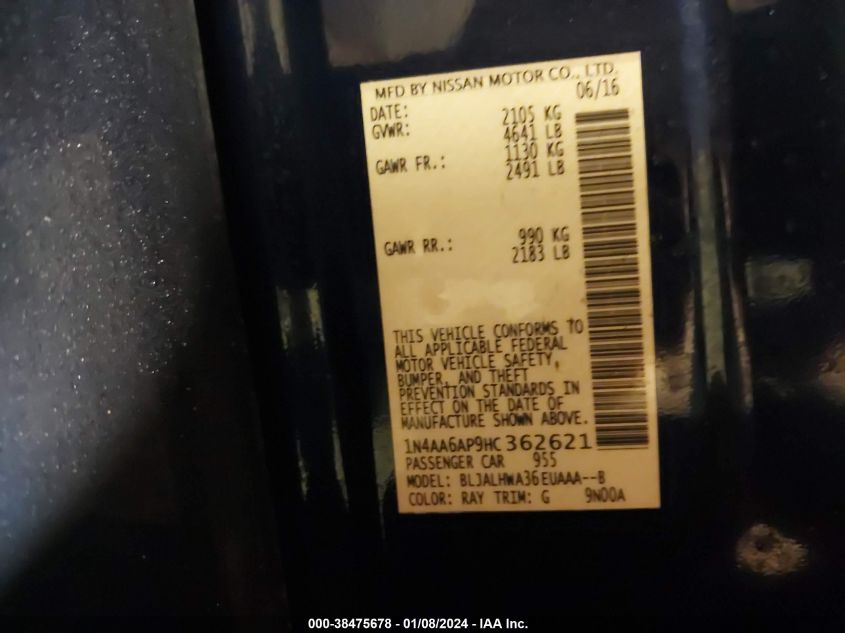 MFD BY NISSAN MOTOR CO., LTD.
DATE: 06/16
GVWR: 2105 KG
4641 LB
GAWR FR.: 1130 KG
2491 LB
GAWR RR.: 990 KG
2183 LB
THIS VEHICLE CONFORMS TO
ALL APPLICABLE FEDERAL
MOTOR VEHICLE SAFETY,
BUMPER, AND THEFT
PREVENTION STANDARDS IN
EFFECT ON THE DATE OF
MANUFACTURE SHOWN ABOVE.
1N4AA6AP9HC362621
PASSENGER CAR 955
MODEL: BLJALHWA36EUAAA--B
COLOR: RAY TRIM: G 9N00A
000-38475678 - 01/08/2024 - IAA Inc.